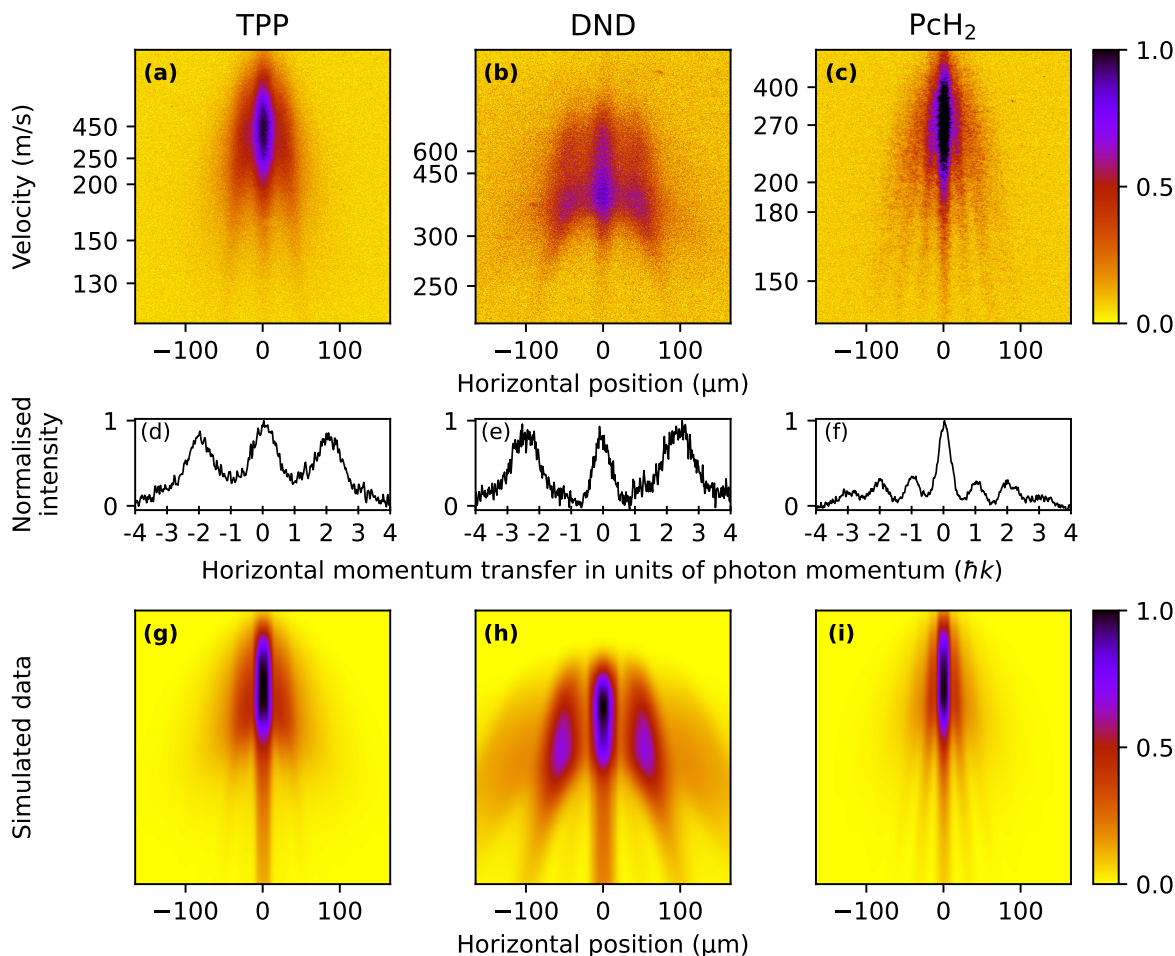 TPP DND PcH₂
(a) (b) (c)
Velocity (m/s)
450
250
200
150
130
600
450
300
250
400
270
200
180
150
1.0
0.5
0.0
−100 0 100
−100 0 100
−100 0 100
Horizontal position (μm)
Normalised
intensity
1
0
(d)
-4 -3 -2 -1 0 1 2 3 4
1
0
(e)
-4 -3 -2 -1 0 1 2 3 4
1
0
(f)
-4 -3 -2 -1 0 1 2 3 4
Horizontal momentum transfer in units of photon momentum (ħk)
Simulated data
(g) (h) (i)
1.0
0.5
0.0
−100 0 100
−100 0 100
−100 0 100
Horizontal position (μm)